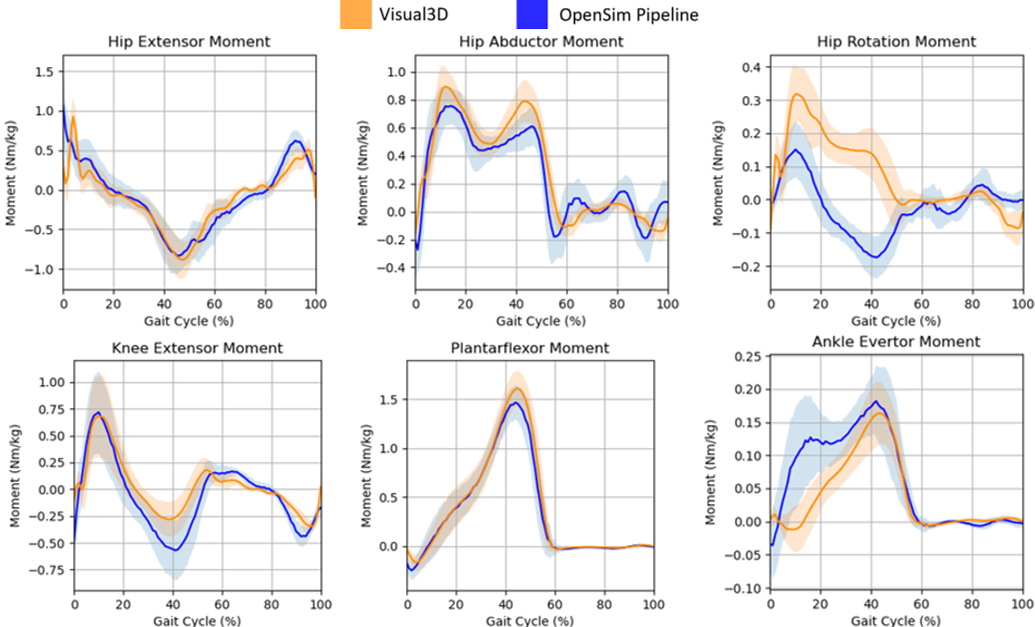 Visual3D OpenSim Pipeline
Hip Extensor Moment
1.5
1.0
0.5
0.0
−0.5
−1.0
Moment (Nm/kg)
0 20 40 60 80 100
Gait Cycle (%)
Hip Abductor Moment
1.0
0.8
0.6
0.4
0.2
0.0
−0.2
−0.4
Moment (Nm/kg)
0 20 40 60 80 100
Gait Cycle (%)
Hip Rotation Moment
0.4
0.3
0.2
0.1
0.0
−0.1
−0.2
Moment (Nm/kg)
0 20 40 60 80 100
Gait Cycle (%)
Knee Extensor Moment
1.00
0.75
0.50
0.25
0.00
−0.25
−0.50
−0.75
Moment (Nm/kg)
0 20 40 60 80 100
Gait Cycle (%)
Plantarflexor Moment
1.5
1.0
0.5
0.0
Moment (Nm/kg)
0 20 40 60 80 100
Gait Cycle (%)
Ankle Evertor Moment
0.25
0.20
0.15
0.10
0.05
0.00
−0.05
−0.10
Moment (Nm/kg)
0 20 40 60 80 100
Gait Cycle (%)